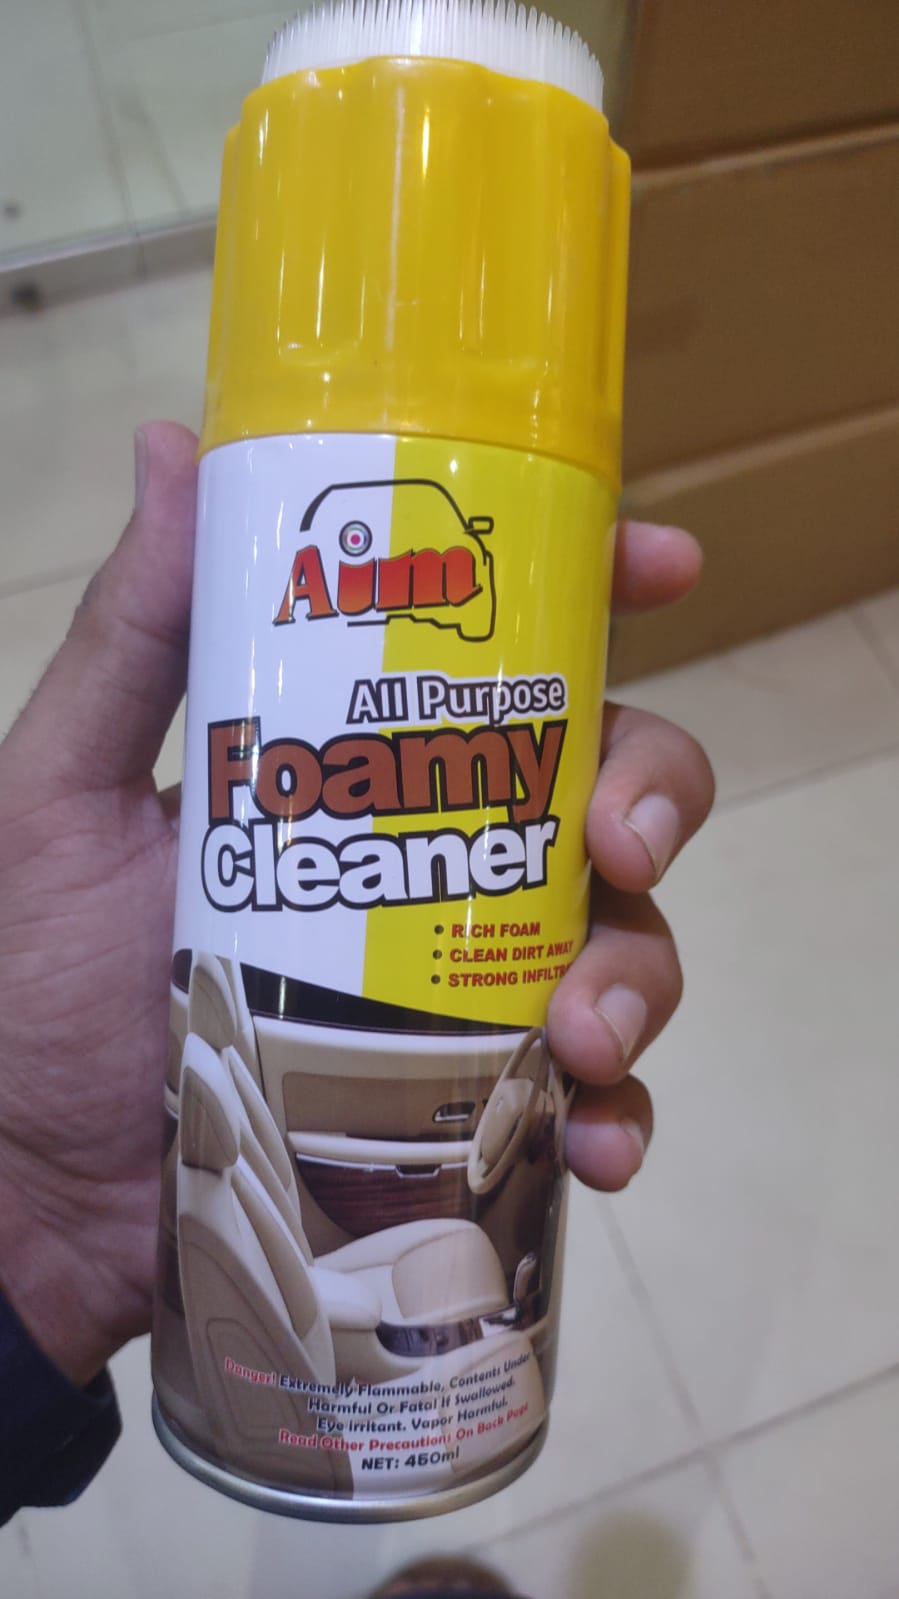 Aim
All Purpose
Foamy
Cleaner
• RICH FOAM
• CLEAN DIRT AWAY
• STRONG
Danger! Extremely Flammable, Contents Under
Harmful Or Fatal If Swallowed.
Eye Irritant. Vapor Harmful.
Read Other Precautions On Back Page
NET: 450ml